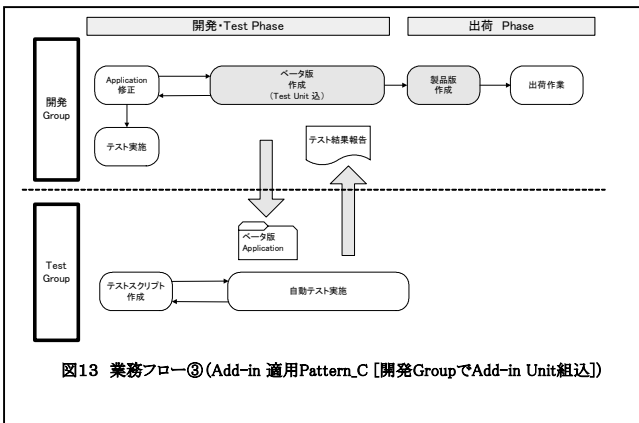 開発・Test Phase
出荷 Phase
開発
Group
Application
修正
ベータ版
作成
(Test Unit 込)
製品版
作成
出荷作業
テスト実施
テスト結果報告
Test
Group
ベータ版
Application
テストスクリプト
作成
自動テスト実施
図13 業務フロー③(Add-in 適用Pattern_C [開発GroupでAdd-in Unit組込])